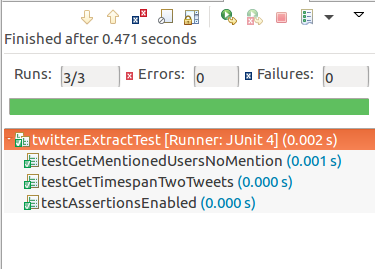 Finished after 0.471 seconds
Runs: 3/3 Errors: 0 Failures: 0
twitter.ExtractTest [Runner: JUnit 4] (0.002 s)
testGetMentionedUsersNoMention (0.001 s)
testGetTimespanTwoTweets (0.000 s)
testAssertionsEnabled (0.000 s)